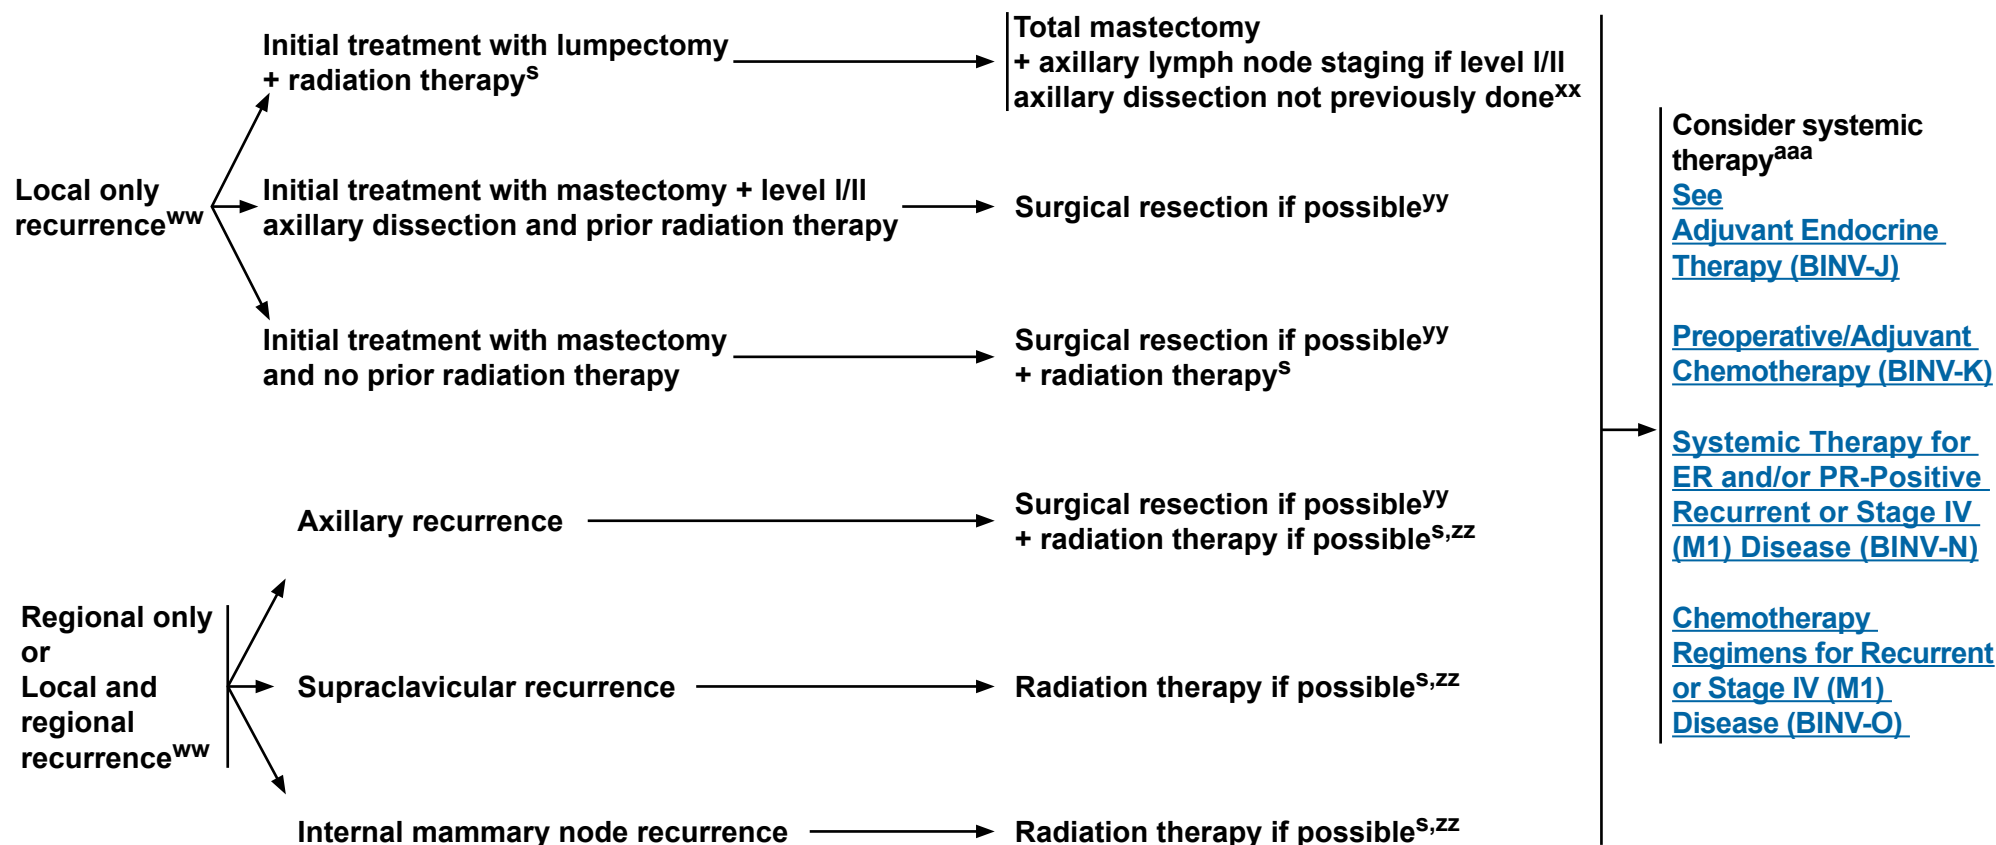 Local only
recurrenceww
Initial treatment with lumpectomy
+ radiation therapys
Total mastectomy
+ axillary lymph node staging if level I/II
axillary dissection not previously donexx
Initial treatment with mastectomy + level I/II
axillary dissection and prior radiation therapy
Surgical resection if possibleyy
Initial treatment with mastectomy
and no prior radiation therapy
Surgical resection if possibleyy
+ radiation therapys
Regional only
or
Local and
regional
recurrenceww
Axillary recurrence
Surgical resection if possibleyy
+ radiation therapy if possibles,zz
Supraclavicular recurrence
Radiation therapy if possibles,zz
Internal mammary node recurrence
Radiation therapy if possibles,zz
Consider systemic
therapyaaa
See
Adjuvant Endocrine
Therapy (BINV-J)
Preoperative/Adjuvant
Chemotherapy (BINV-K)
Systemic Therapy for
ER and/or PR-Positive
Recurrent or Stage IV
(M1) Disease (BINV-N)
Chemotherapy
Regimens for Recurrent
or Stage IV (M1)
Disease (BINV-O)